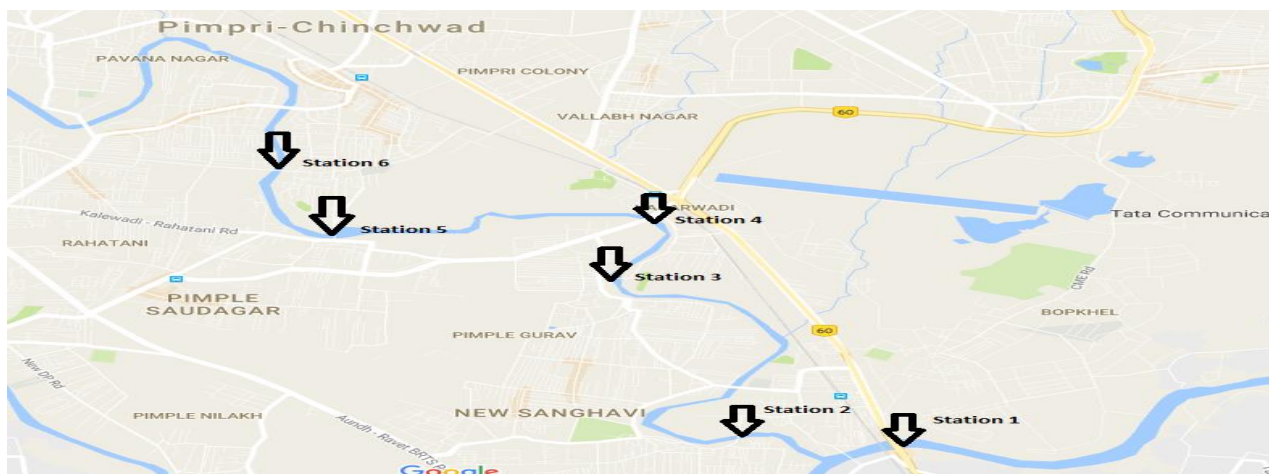 Pimpri-Chinchwad
PAVANA NAGAR
PIMPRI COLONY
VALLABH NAGAR
60
Station 6
ARWADI
Station 4
Kalewadi - Rahatani Rd
Station 5
Tata Communica
RAHATANI
Station 3
CME Rd
PIMPLE
SAUDAGAR
BOPKHEL
60
PIMPLE GURAV
New DP Rd
PIMPLE NILAKH
NEW SANGHAVI
Station 2
Station 1
Aundh - Ravet BRTS R
Google